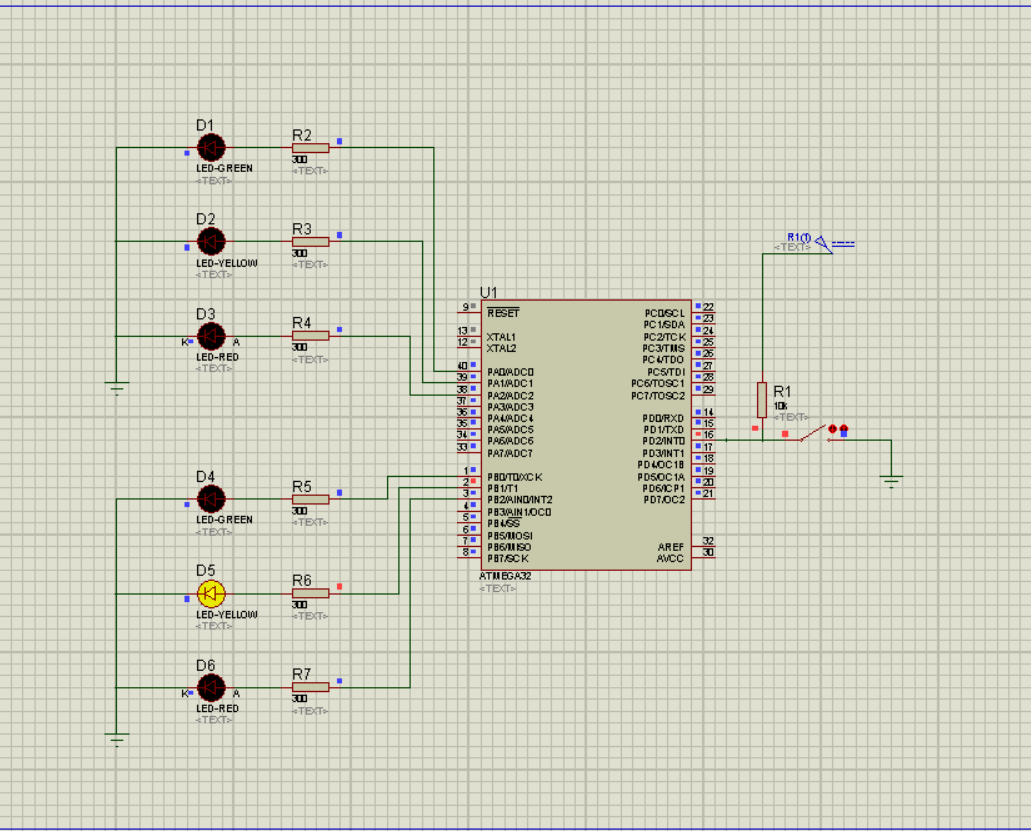 D1
LED-GREEN
<TEXT>
R2
300
<TEXT>
D2
LED-YELLOW
<TEXT>
R3
300
<TEXT>
D3
K A
LED-RED
<TEXT>
R4
300
<TEXT>
D4
LED-GREEN
<TEXT>
R5
300
<TEXT>
D5
LED-YELLOW
<TEXT>
R6
300
<TEXT>
D6
K A
LED-RED
<TEXT>
R7
300
<TEXT>
U1
9 RESET
13 XTAL1
12 XTAL2
40 PA0/ADC0
39 PA1/ADC1
38 PA2/ADC2
37 PA3/ADC3
36 PA4/ADC4
35 PA5/ADC5
34 PA6/ADC6
33 PA7/ADC7
1 PB0/T0/XCK
2 PB1/T1
3 PB2/AIN0/INT2
4 PB3/AIN1/OC0
5 PB4/SS
6 PB5/MOSI
7 PB6/MISO
8 PB7/SCK
PC0/SCL 22
PC1/SDA 23
PC2/TCK 24
PC3/TMS 25
PC4/TDO 26
PC5/TDI 27
PC6/TOSC1 28
PC7/TOSC2 29
PD0/RXD 14
PD1/TXD 15
PD2/INT0 16
PD3/INT1 17
PD4/OC1B 18
PD5/OC1A 19
PD6/ICP1 20
PD7/OC2 21
AREF 32
AVCC 30
ATMEGA32
<TEXT>
R1(1)
<TEXT>
R1
10k
<TEXT>